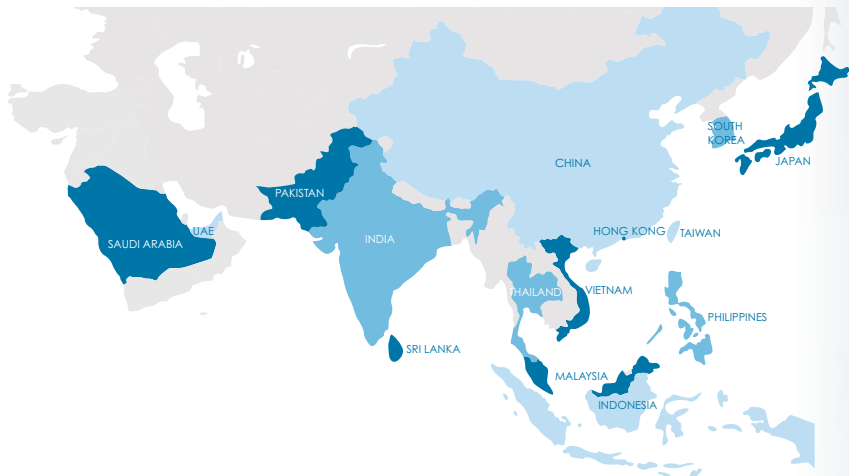 SOUTH
KOREA
JAPAN
CHINA
PAKISTAN
UAE
HONG KONG
TAIWAN
SAUDI ARABIA
INDIA
THAILAND
VIETNAM
PHILIPPINES
SRI LANKA
MALAYSIA
INDONESIA